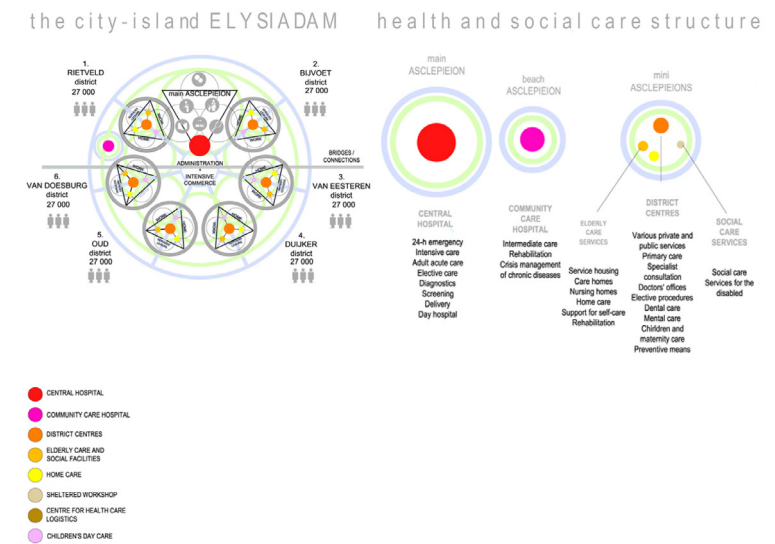 the city-island ELYSIADAM
health and social care structure
1.
RIETVELD
district
27 000
2.
BIJVOET
district
27 000
main ASCLEPIEION
BRIDGES /
CONNECTIONS
ADMINISTRATION
+
INTENSIVE
COMMERCE
6.
VAN DOESBURG
district
27 000
3.
VAN EESTEREN
district
27 000
5.
OUD
district
27 000
4.
DUIJKER
district
27 000
main
ASCLEPIEION
beach
ASCLEPIEION
mini
ASCLEPIEIONS
CENTRAL
HOSPITAL
24-h emergency
Intensive care
Adult acute care
Elective care
Diagnostics
Screening
Delivery
Day hospital
COMMUNITY
CARE
HOSPITAL
Intermediate care
Rehabilitation
Crisis management
of chronic diseases
ELDERLY
CARE
SERVICES
Service housing
Care homes
Nursing homes
Home care
Support for self-care
Rehabilitation
DISTRICT
CENTRES
Various private and
public services
Primary care
Specialist
consultation
Doctors' offices
Elective procedures
Dental care
Mental care
Chirldren and
maternity care
Preventive means
SOCIAL
CARE
SERVICES
Social care
Services for the
disabled
CENTRAL HOSPITAL
COMMUNITY CARE HOSPITAL
DISTRICT CENTRES
ELDERLY CARE AND
SOCIAL FACILITIES
HOME CARE
SHELTERED WORKSHOP
CENTRE FOR HEALTH CARE
LOGISTICS
CHILDREN'S DAY CARE